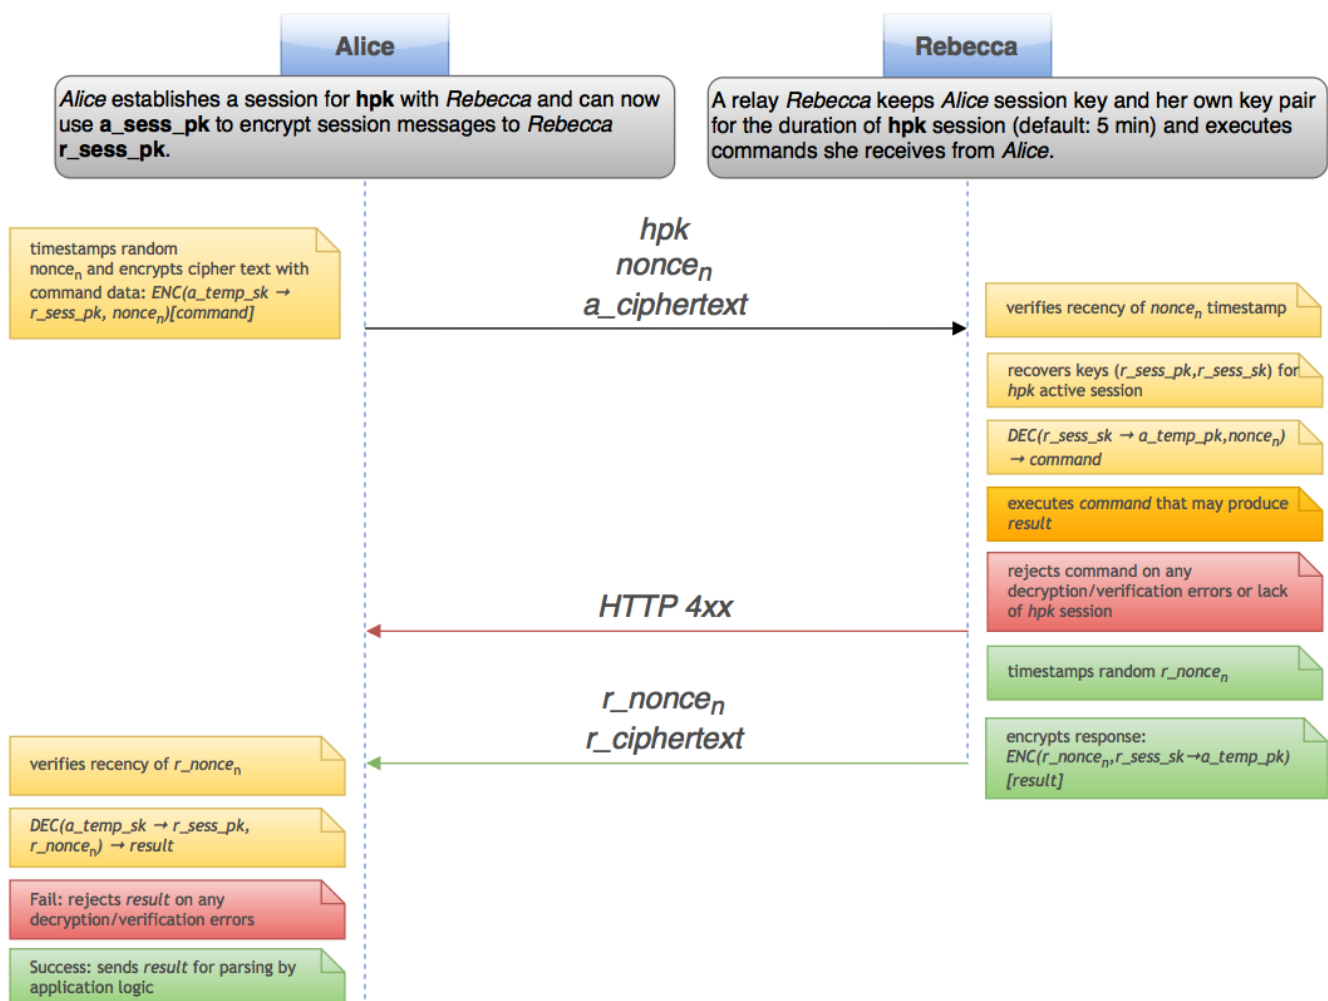 Alice
Rebecca
Alice establishes a session for hpk with Rebecca and can now
use a_sess_pk to encrypt session messages to Rebecca
r_sess_pk.
A relay Rebecca keeps Alice session key and her own key pair
for the duration of hpk session (default: 5 min) and executes
commands she receives from Alice.
timestamps random
nonceₙ and encrypts cipher text with
command data: ENC(a_temp_sk →
r_sess_pk, nonceₙ)[command]
hpk
nonceₙ
a_ciphertext
verifies recency of nonceₙ timestamp
recovers keys (r_sess_pk,r_sess_sk) for
hpk active session
DEC(r_sess_sk → a_temp_pk,nonceₙ)
→ command
executes command that may produce
result
rejects command on any
decryption/verification errors or lack
of hpk session
HTTP 4xx
timestamps random r_nonceₙ
r_nonceₙ
r_ciphertext
encrypts response:
ENC(r_nonceₙ,r_sess_sk→a_temp_pk)
[result]
verifies recency of r_nonceₙ
DEC(a_temp_sk → r_sess_pk,
r_nonceₙ) → result
Fail: rejects result on any
decryption/verification errors
Success: sends result for parsing by
application logic